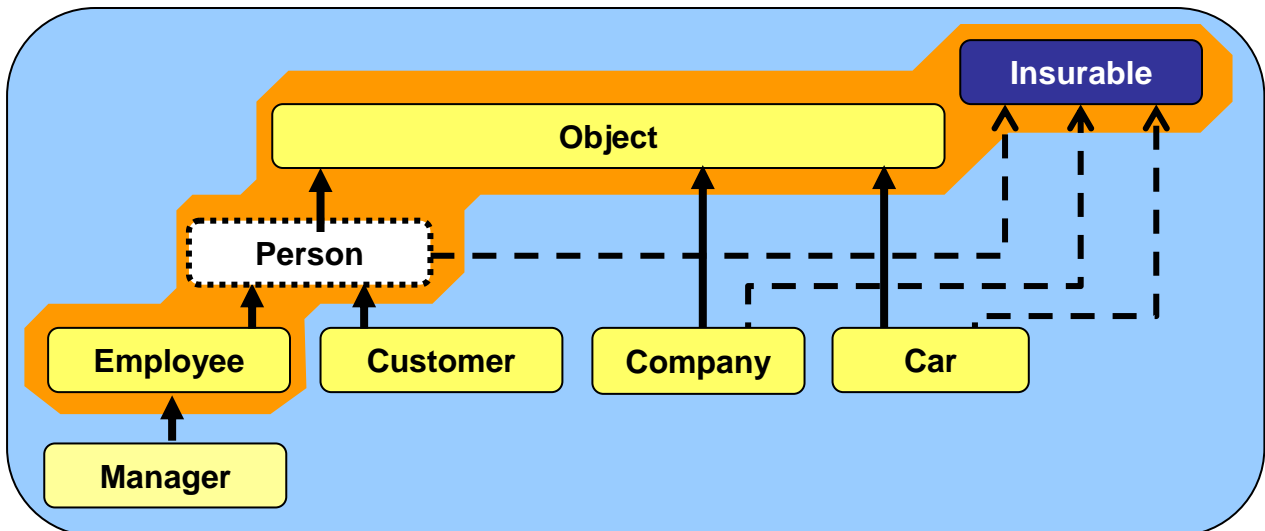 Insurable
Object
Person
Employee
Customer
Company
Car
Manager